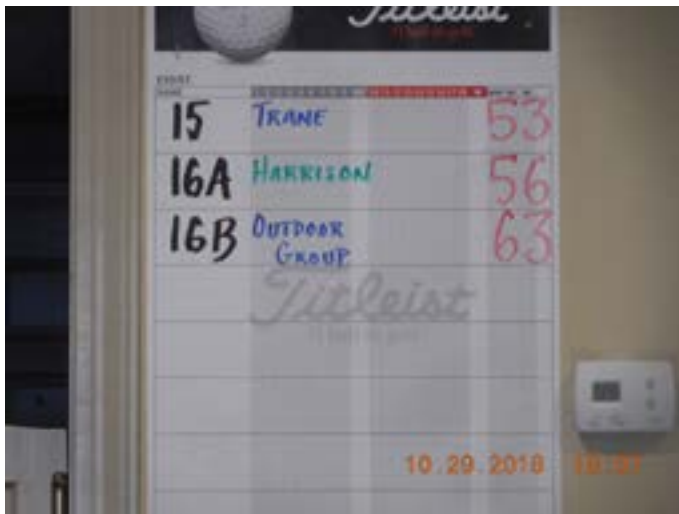 Titleist
15 TRANE 53
16A HARRISON 56
16B OUTDOOR 63
GROUP
Titleist
10.29.2018